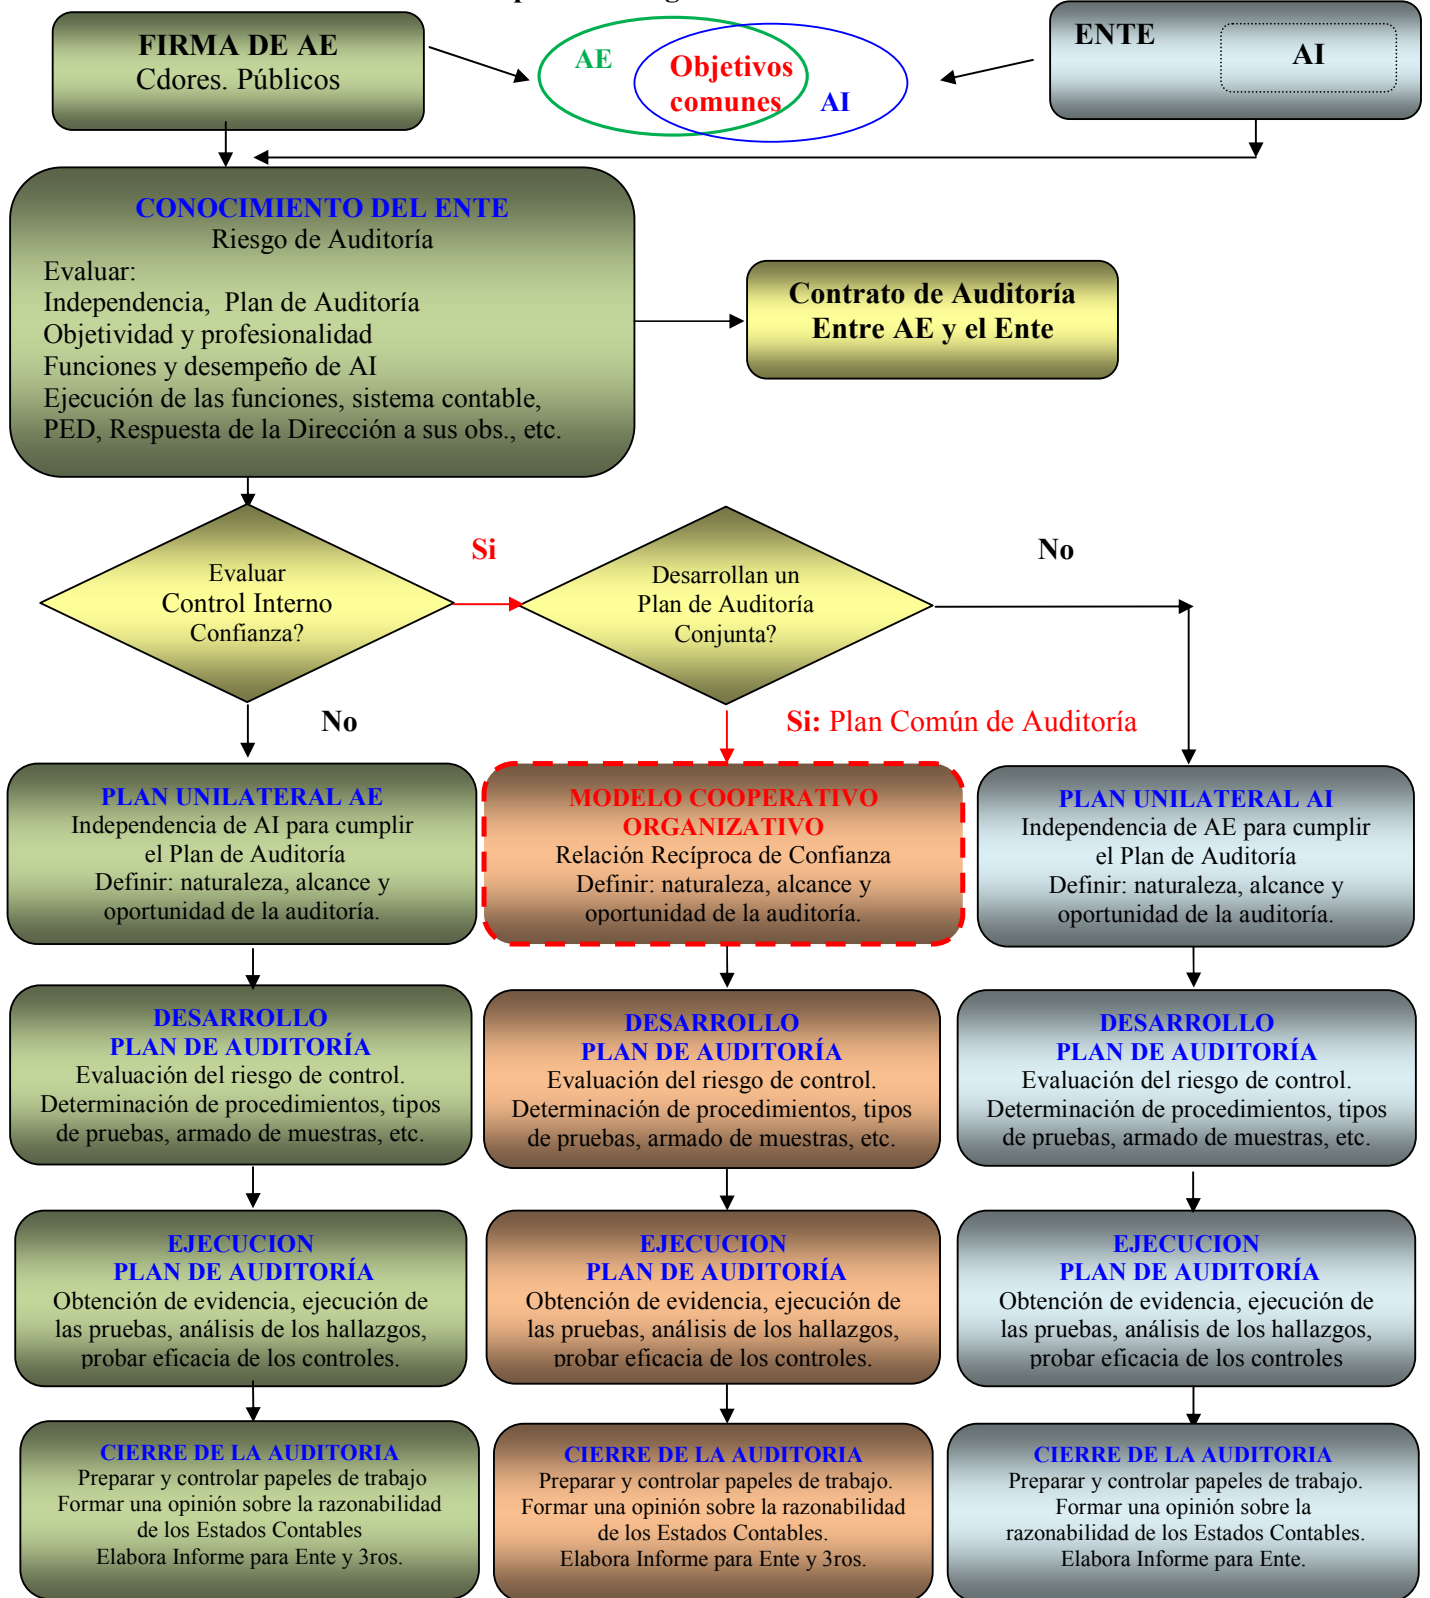 FIRMA DE AE
Cdores. Públicos
AE
Objetivos
comunes
AI
ENTE
AI
CONOCIMIENTO DEL ENTE
Riesgo de Auditoría
Evaluar:
Independencia, Plan de Auditoría
Objetividad y profesionalidad
Funciones y desempeño de AI
Ejecución de las funciones, sistema contable,
PED, Respuesta de la Dirección a sus obs., etc.
Contrato de Auditoría
Entre AE y el Ente
Evaluar
Control Interno
Confianza?
Si
Desarrollan un
Plan de Auditoría
Conjunta?
No
No
Si: Plan Común de Auditoría
PLAN UNILATERAL AE
Independencia de AI para cumplir
el Plan de Auditoría
Definir: naturaleza, alcance y
oportunidad de la auditoría.
MODELO COOPERATIVO
ORGANIZATIVO
Relación Recíproca de Confianza
Definir: naturaleza, alcance y
oportunidad de la auditoría.
PLAN UNILATERAL AI
Independencia de AE para cumplir
el Plan de Auditoría
Definir: naturaleza, alcance y
oportunidad de la auditoría.
DESARROLLO
PLAN DE AUDITORÍA
Evaluación del riesgo de control.
Determinación de procedimientos, tipos
de pruebas, armado de muestras, etc.
DESARROLLO
PLAN DE AUDITORÍA
Evaluación del riesgo de control.
Determinación de procedimientos, tipos
de pruebas, armado de muestras, etc.
DESARROLLO
PLAN DE AUDITORÍA
Evaluación del riesgo de control.
Determinación de procedimientos, tipos
de pruebas, armado de muestras, etc.
EJECUCION
PLAN DE AUDITORÍA
Obtención de evidencia, ejecución de
las pruebas, análisis de los hallazgos,
probar eficacia de los controles.
EJECUCION
PLAN DE AUDITORÍA
Obtención de evidencia, ejecución de
las pruebas, análisis de los hallazgos,
probar eficacia de los controles.
EJECUCION
PLAN DE AUDITORÍA
Obtención de evidencia, ejecución de
las pruebas, análisis de los hallazgos,
probar eficacia de los controles
CIERRE DE LA AUDITORIA
Preparar y controlar papeles de trabajo
Formar una opinión sobre la razonabilidad
de los Estados Contables
Elabora Informe para Ente y 3ros.
CIERRE DE LA AUDITORIA
Preparar y controlar papeles de trabajo.
Formar una opinión sobre la razonabilidad
de los Estados Contables.
Elabora Informe para Ente y 3ros.
CIERRE DE LA AUDITORIA
Preparar y controlar papeles de trabajo.
Formar una opinión sobre la
razonabilidad de los Estados Contables.
Elabora Informe para Ente.